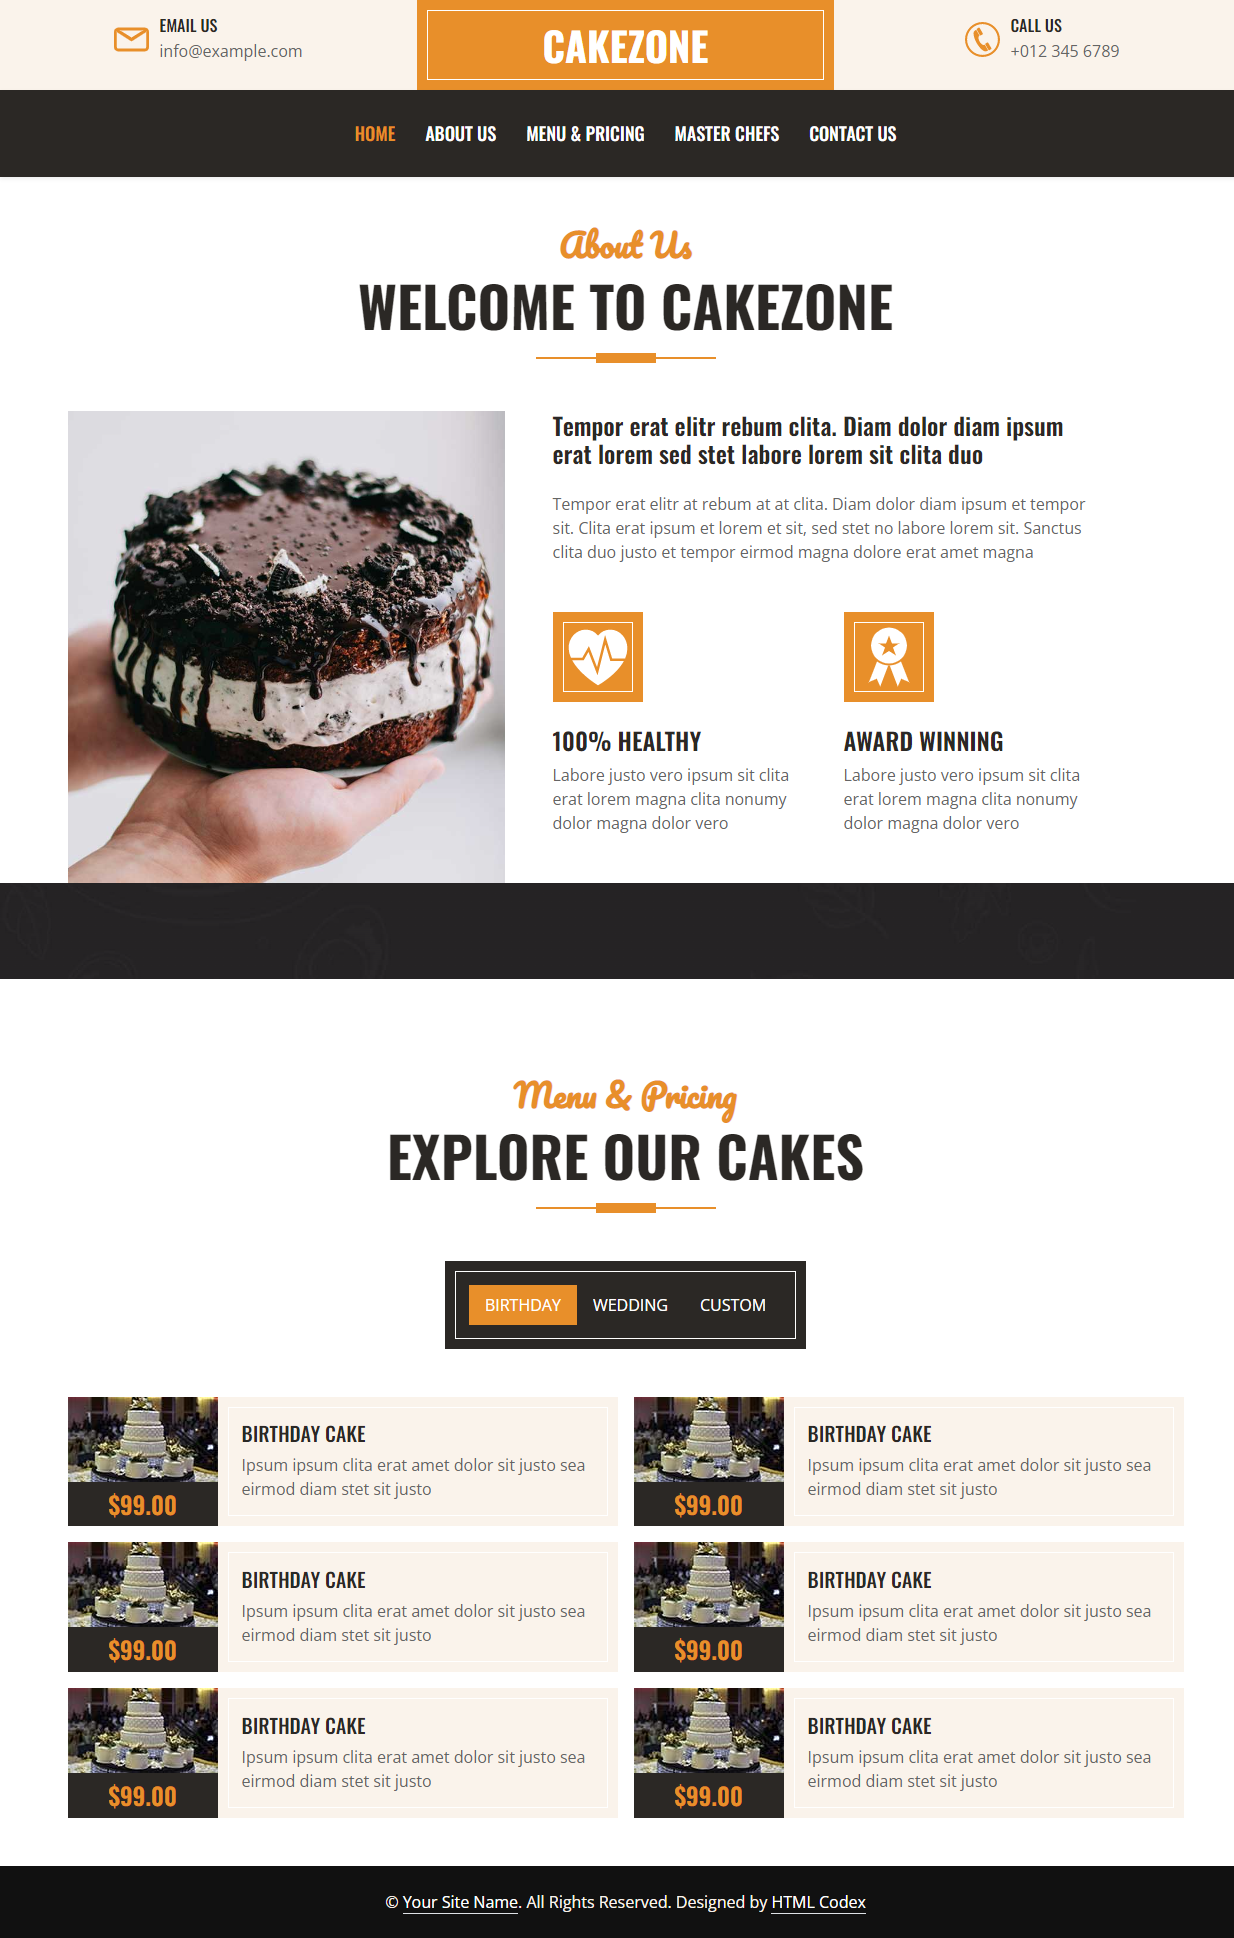 EMAIL US
info@example.com
CAKEZONE
CALL US
+012 345 6789
HOME ABOUT US MENU & PRICING MASTER CHEFS CONTACT US
About Us
WELCOME TO CAKEZONE
Tempor erat elitr rebum clita. Diam dolor diam ipsum
erat lorem sed stet labore lorem sit clita duo
Tempor erat elitr at rebum at at clita. Diam dolor diam ipsum et tempor
sit. Clita erat ipsum et lorem et sit, sed stet no labore lorem sit. Sanctus
clita duo justo et tempor eirmod magna dolore erat amet magna
100% HEALTHY
Labore justo vero ipsum sit clita
erat lorem magna clita nonumy
dolor magna dolor vero
AWARD WINNING
Labore justo vero ipsum sit clita
erat lorem magna clita nonumy
dolor magna dolor vero
Menu & Pricing
EXPLORE OUR CAKES
BIRTHDAY WEDDING CUSTOM
BIRTHDAY CAKE
Ipsum ipsum clita erat amet dolor sit justo sea
eirmod diam stet sit justo
$99.00
BIRTHDAY CAKE
Ipsum ipsum clita erat amet dolor sit justo sea
eirmod diam stet sit justo
$99.00
BIRTHDAY CAKE
Ipsum ipsum clita erat amet dolor sit justo sea
eirmod diam stet sit justo
$99.00
BIRTHDAY CAKE
Ipsum ipsum clita erat amet dolor sit justo sea
eirmod diam stet sit justo
$99.00
BIRTHDAY CAKE
Ipsum ipsum clita erat amet dolor sit justo sea
eirmod diam stet sit justo
$99.00
BIRTHDAY CAKE
Ipsum ipsum clita erat amet dolor sit justo sea
eirmod diam stet sit justo
$99.00
© Your Site Name. All Rights Reserved. Designed by HTML Codex